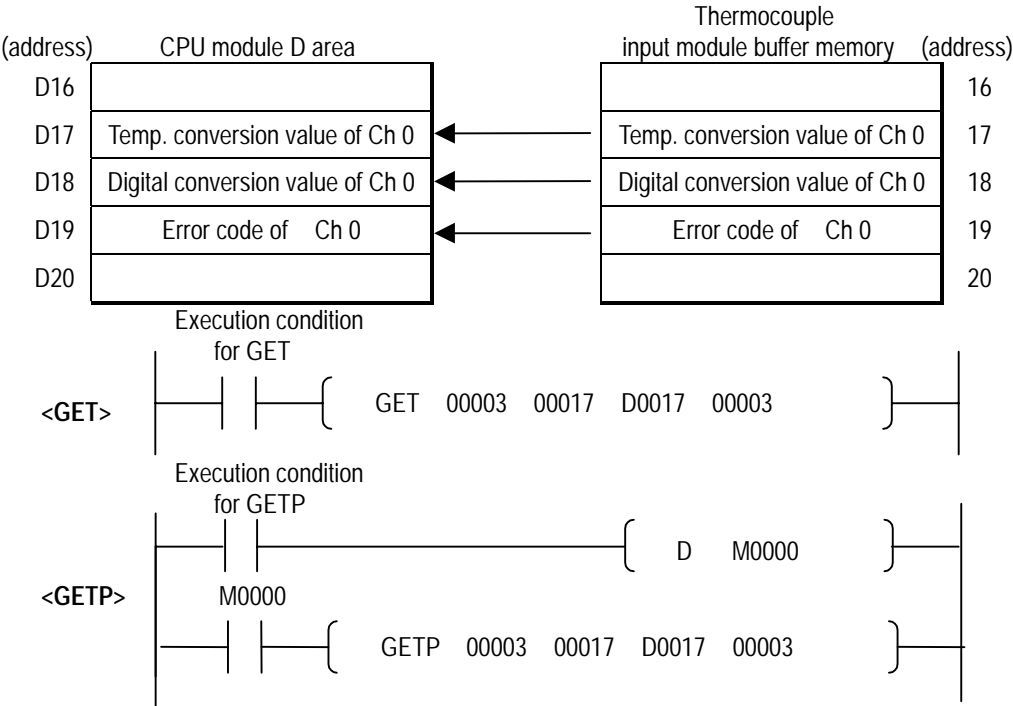 Thermocouple
(address) CPU module D area input module buffer memory (address)
D16 16
D17 Temp. conversion value of Ch 0 Temp. conversion value of Ch 0 17
D18 Digital conversion value of Ch 0 Digital conversion value of Ch 0 18
D19 Error code of Ch 0 Error code of Ch 0 19
D20 20
Execution condition
for GET
<GET> GET 00003 00017 D0017 00003
Execution condition
for GETP
D M0000
<GETP> M0000
GETP 00003 00017 D0017 00003